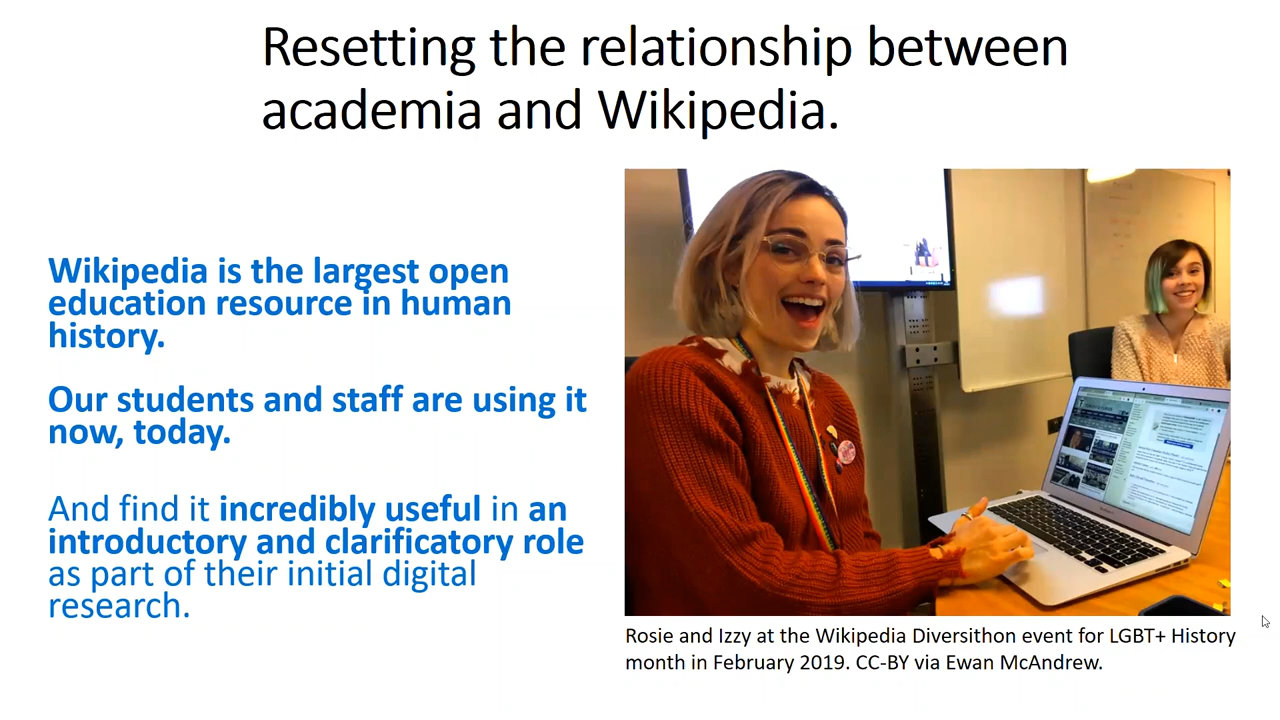 Resetting the relationship between
academia and Wikipedia.
Wikipedia is the largest open
education resource in human
history.
Our students and staff are using it
now, today.
And find it incredibly useful in an
introductory and clarificatory role
as part of their initial digital
research.
Rosie and Izzy at the Wikipedia Diversithon event for LGBT+ History
month in February 2019. CC-BY via Ewan McAndrew.